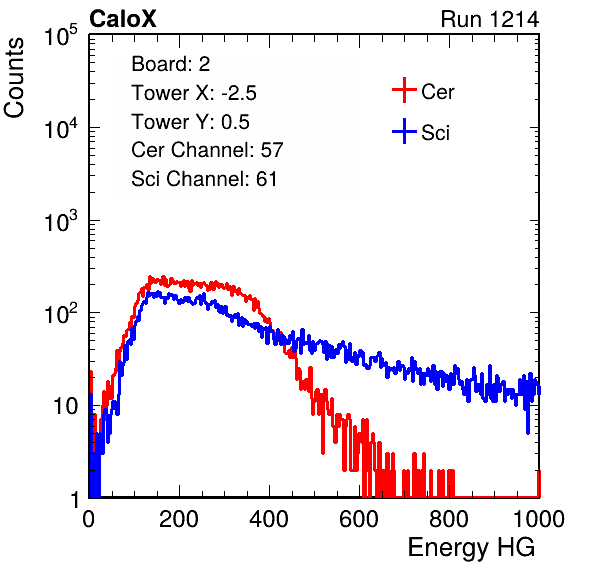 CaloX Run 1214
Counts
10^5
10^4
10^3
10^2
10
1
Board: 2
Tower X: -2.5
Tower Y: 0.5
Cer Channel: 57
Sci Channel: 61
Cer
Sci
0 200 400 600 800 1000
Energy HG